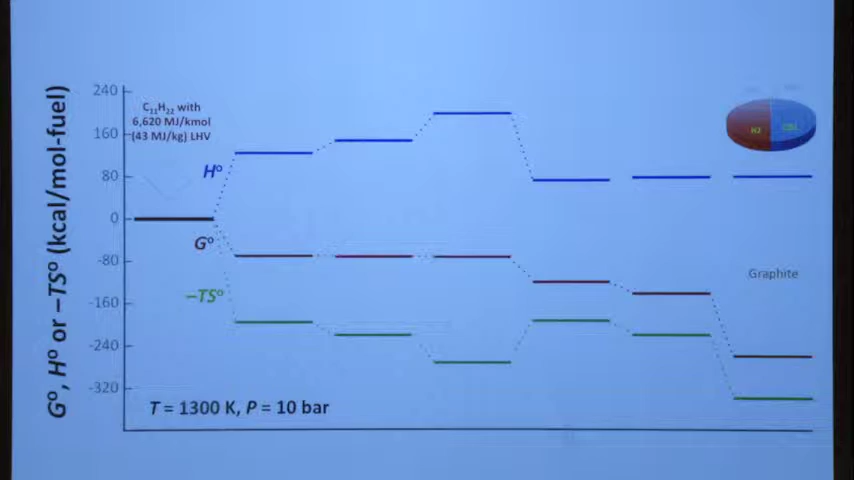 G°, H° or –TS° (kcal/mol-fuel)
240
160
80
0
-80
-160
-240
-320
C₁₁H₂₂ with
6,620 MJ/kmol
(43 MJ/kg) LHV
H°
G°
–TS°
H2
Graphite
T = 1300 K, P = 10 bar